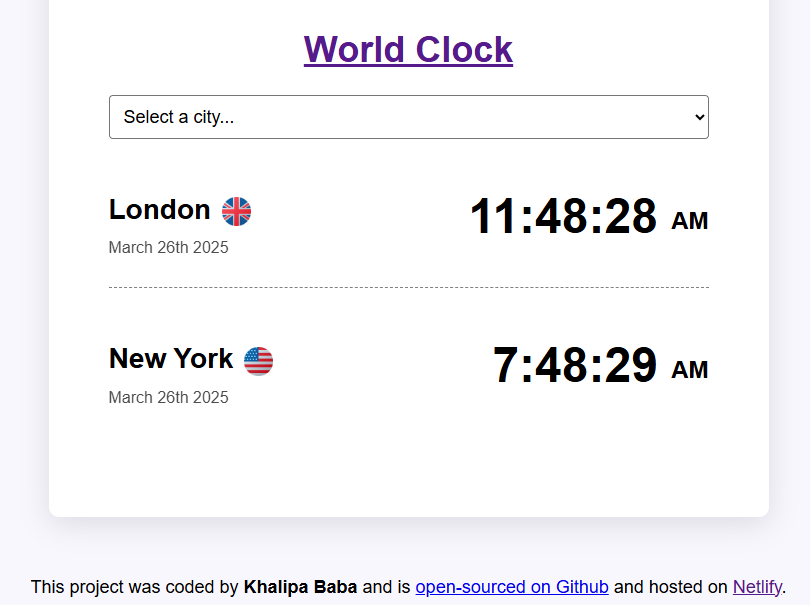 World Clock
Select a city...
London
11:48:28 AM
March 26th 2025
New York
7:48:29 AM
March 26th 2025
This project was coded by Khalipa Baba and is open-sourced on Github and hosted on Netlify.